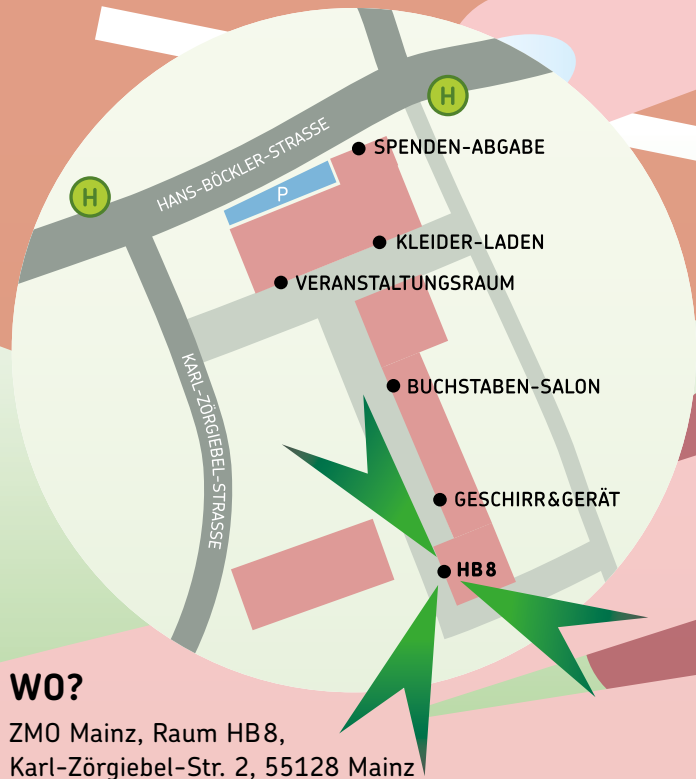 H
SPENDEN-ABGABE
HANS-BÖCKLER-STRASSE
P
H
KLEIDER-LADEN
VERANSTALTUNGSRAUM
KARL-ZÖRGIEBEL-STRASSE
BUCHSTABEN-SALON
GESCHIRR&GERÄT
HB8
WO?
ZMO Mainz, Raum HB8,
Karl-Zörgiebel-Str. 2, 55128 Mainz